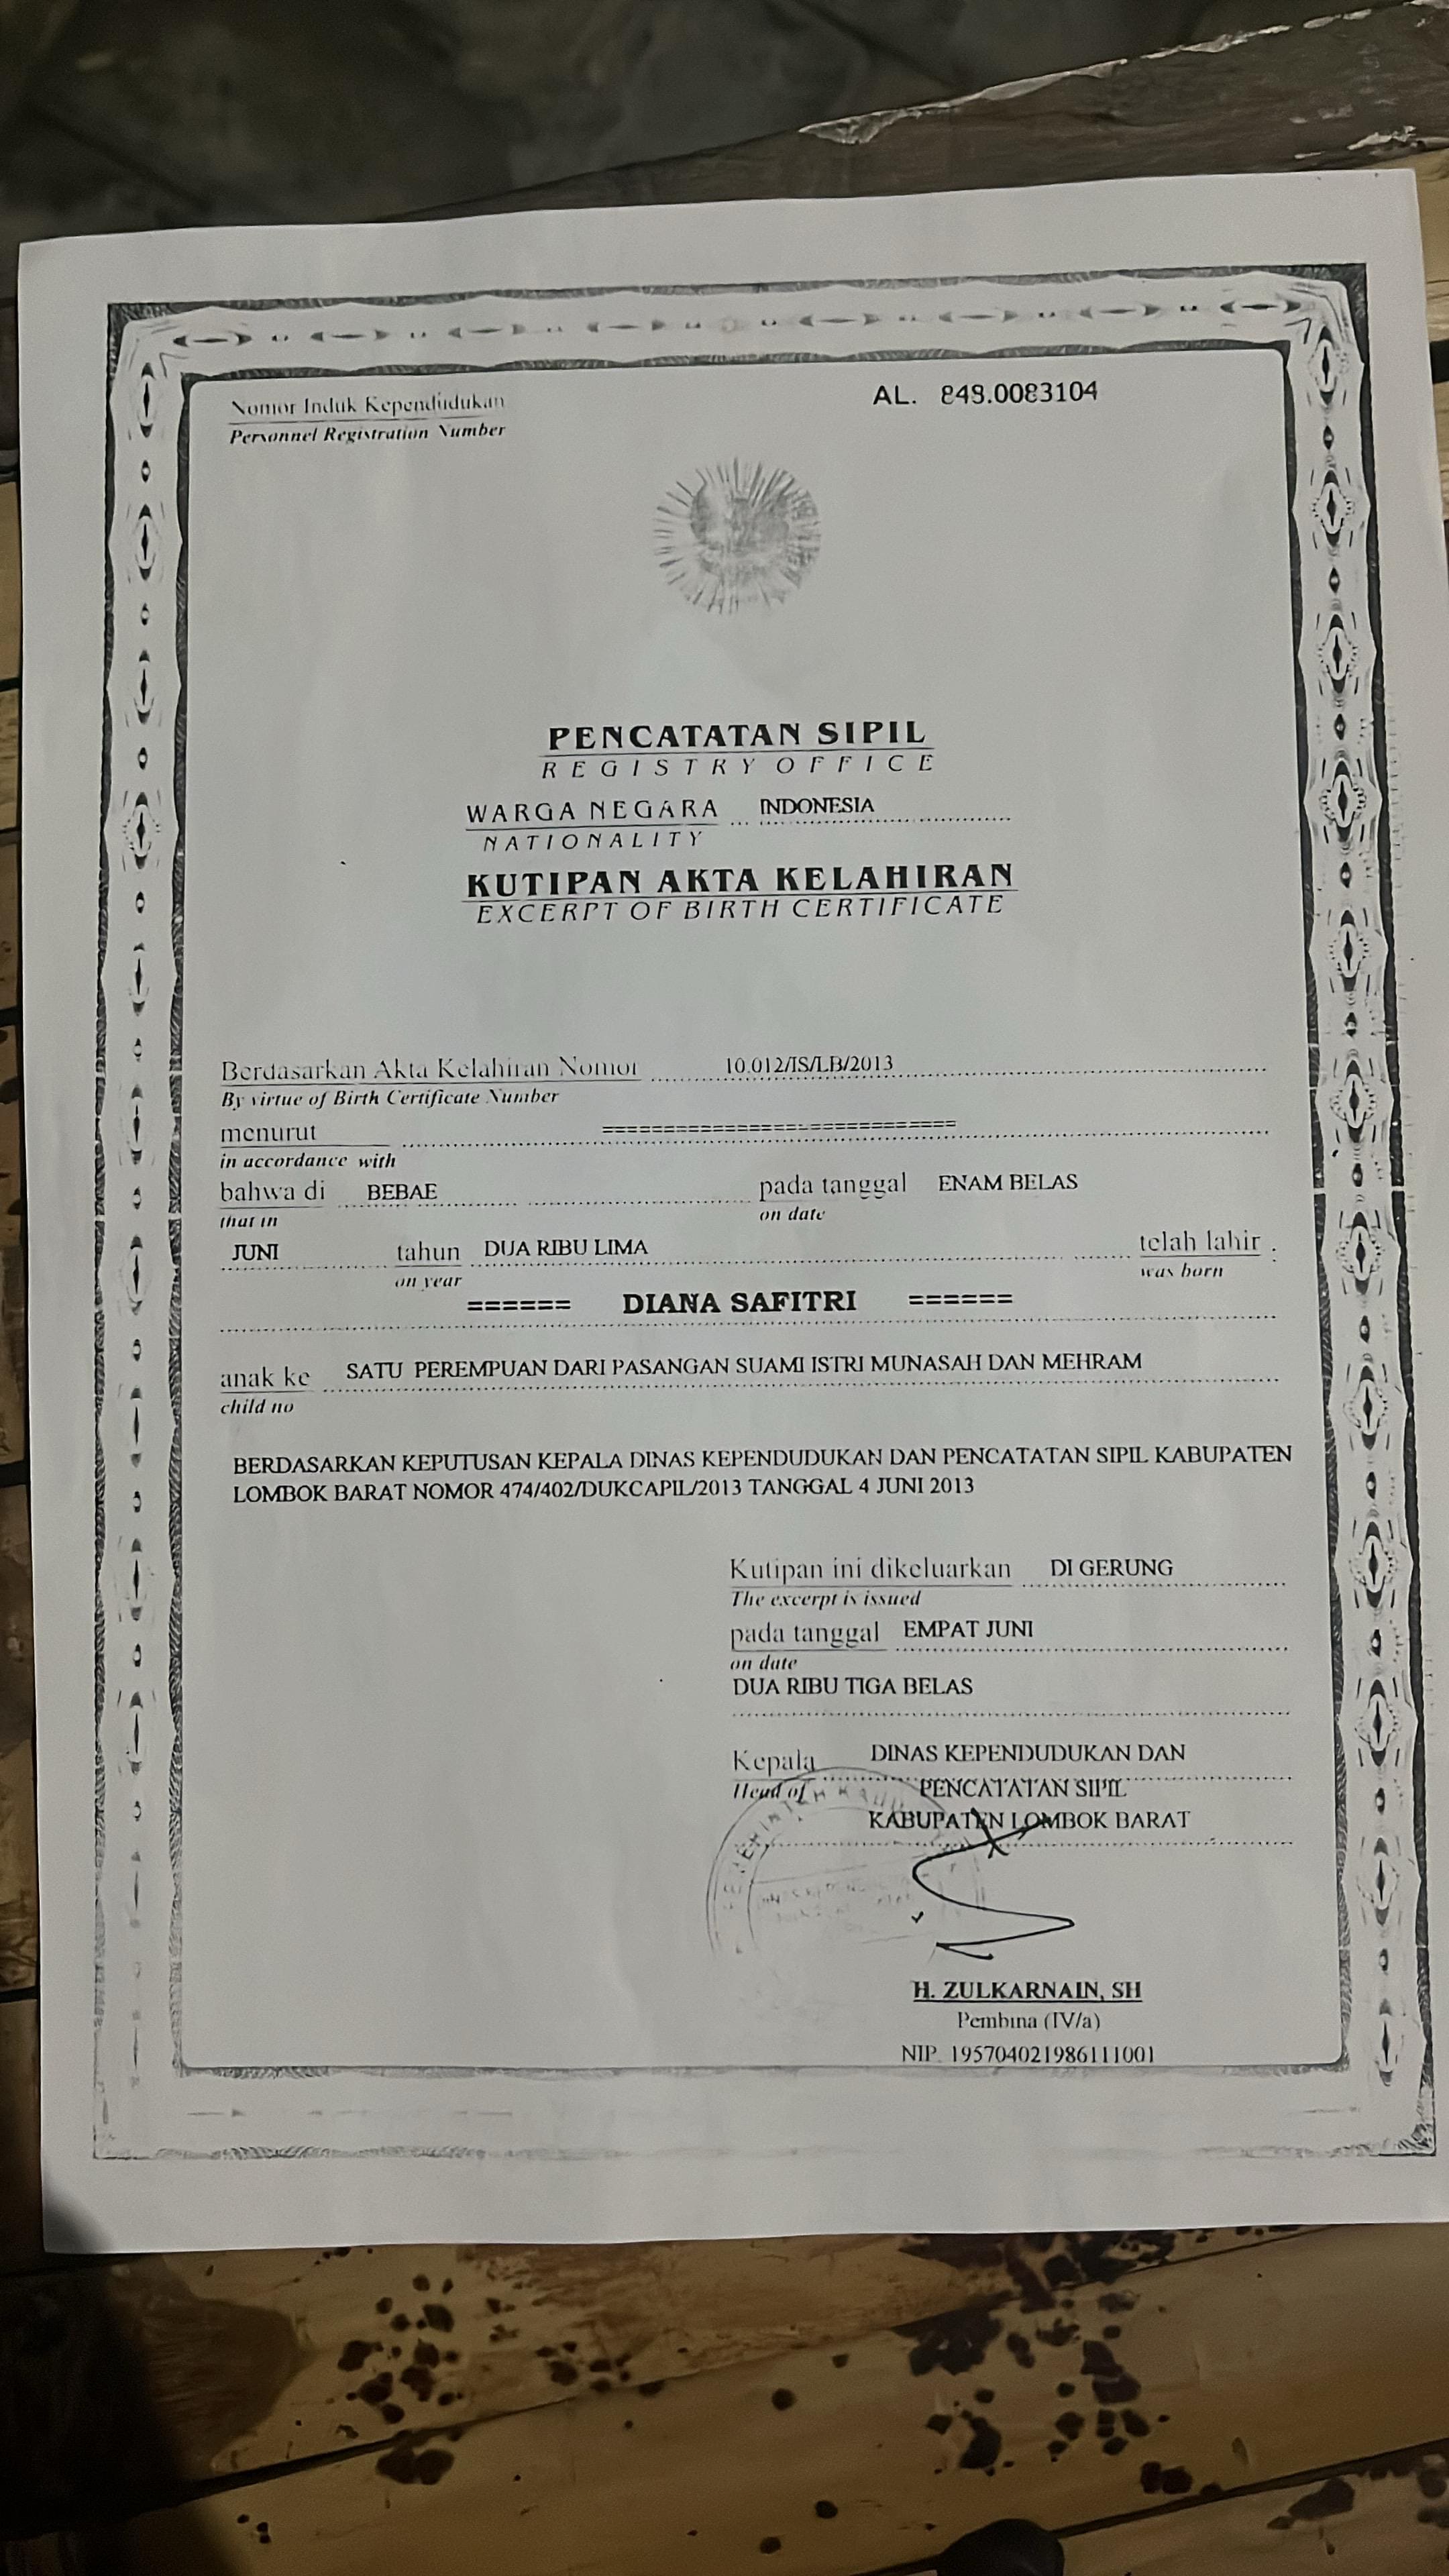 Nomor Induk Kependudukan
Personnel Registration Number
AL. 848.0083104
PENCATATAN SIPIL
REGISTRY OFFICE
WARGA NEGARA INDONESIA
NATIONALITY
KUTIPAN AKTA KELAHIRAN
EXCERPT OF BIRTH CERTIFICATE
Berdasarkan Akta Kelahiran Nomor 10.012/IS/LB/2013
By virtue of Birth Certificate Number
menurut ============================
in accordance with
bahwa di BEBAE pada tanggal ENAM BELAS
that in on date
JUNI tahun DUA RIBU LIMA telah lahir
on year was born
====== DIANA SAFITRI ======
anak ke SATU PEREMPUAN DARI PASANGAN SUAMI ISTRI MUNASAH DAN MEHRAM
child no
BERDASARKAN KEPUTUSAN KEPALA DINAS KEPENDUDUKAN DAN PENCATATAN SIPIL KABUPATEN
LOMBOK BARAT NOMOR 474/402/DUKCAPIL/2013 TANGGAL 4 JUNI 2013
Kutipan ini dikeluarkan DI GERUNG
The excerpt is issued
pada tanggal EMPAT JUNI
on date
DUA RIBU TIGA BELAS
Kepala DINAS KEPENDUDUKAN DAN
Head of PENCATATAN SIPIL
KABUPATEN LOMBOK BARAT
H. ZULKARNAIN, SH
Pembina (IV/a)
NIP. 195704021986111001